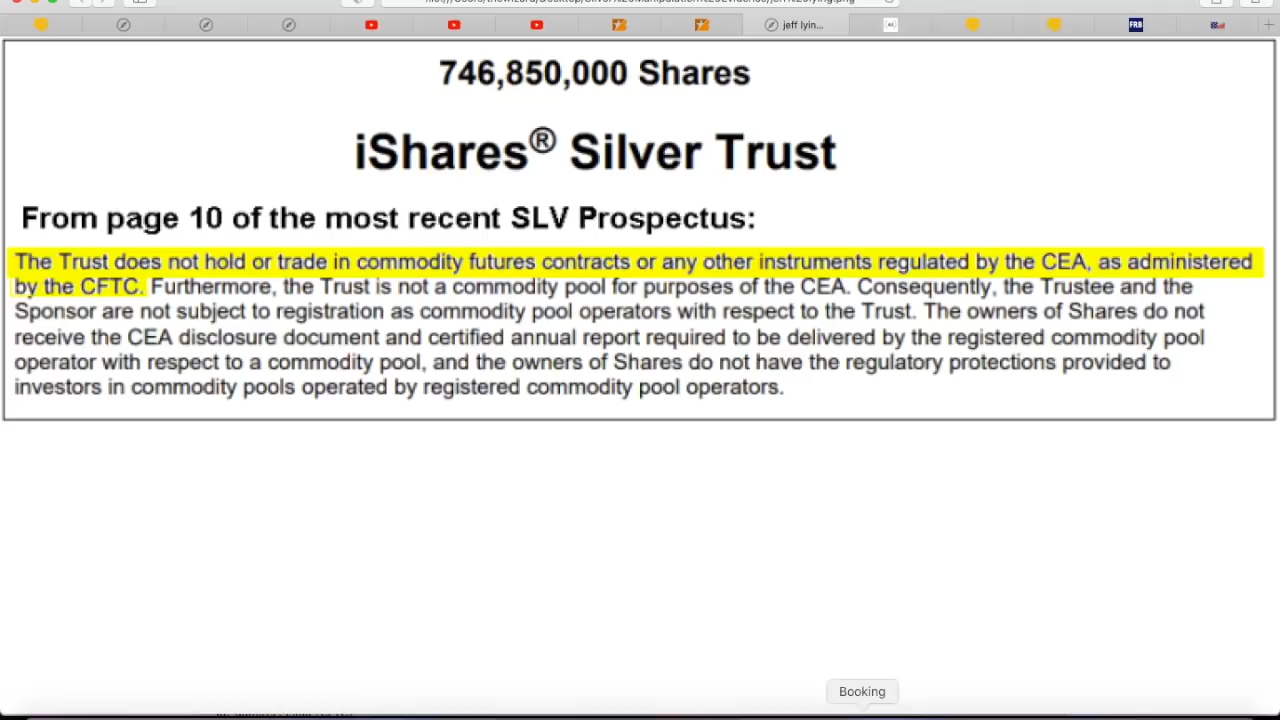 jeff lyin...
FRB
746,850,000 Shares
iShares® Silver Trust
From page 10 of the most recent SLV Prospectus:
The Trust does not hold or trade in commodity futures contracts or any other instruments regulated by the CEA, as administered
by the CFTC. Furthermore, the Trust is not a commodity pool for purposes of the CEA. Consequently, the Trustee and the
Sponsor are not subject to registration as commodity pool operators with respect to the Trust. The owners of Shares do not
receive the CEA disclosure document and certified annual report required to be delivered by the registered commodity pool
operator with respect to a commodity pool, and the owners of Shares do not have the regulatory protections provided to
investors in commodity pools operated by registered commodity pool operators.
Booking